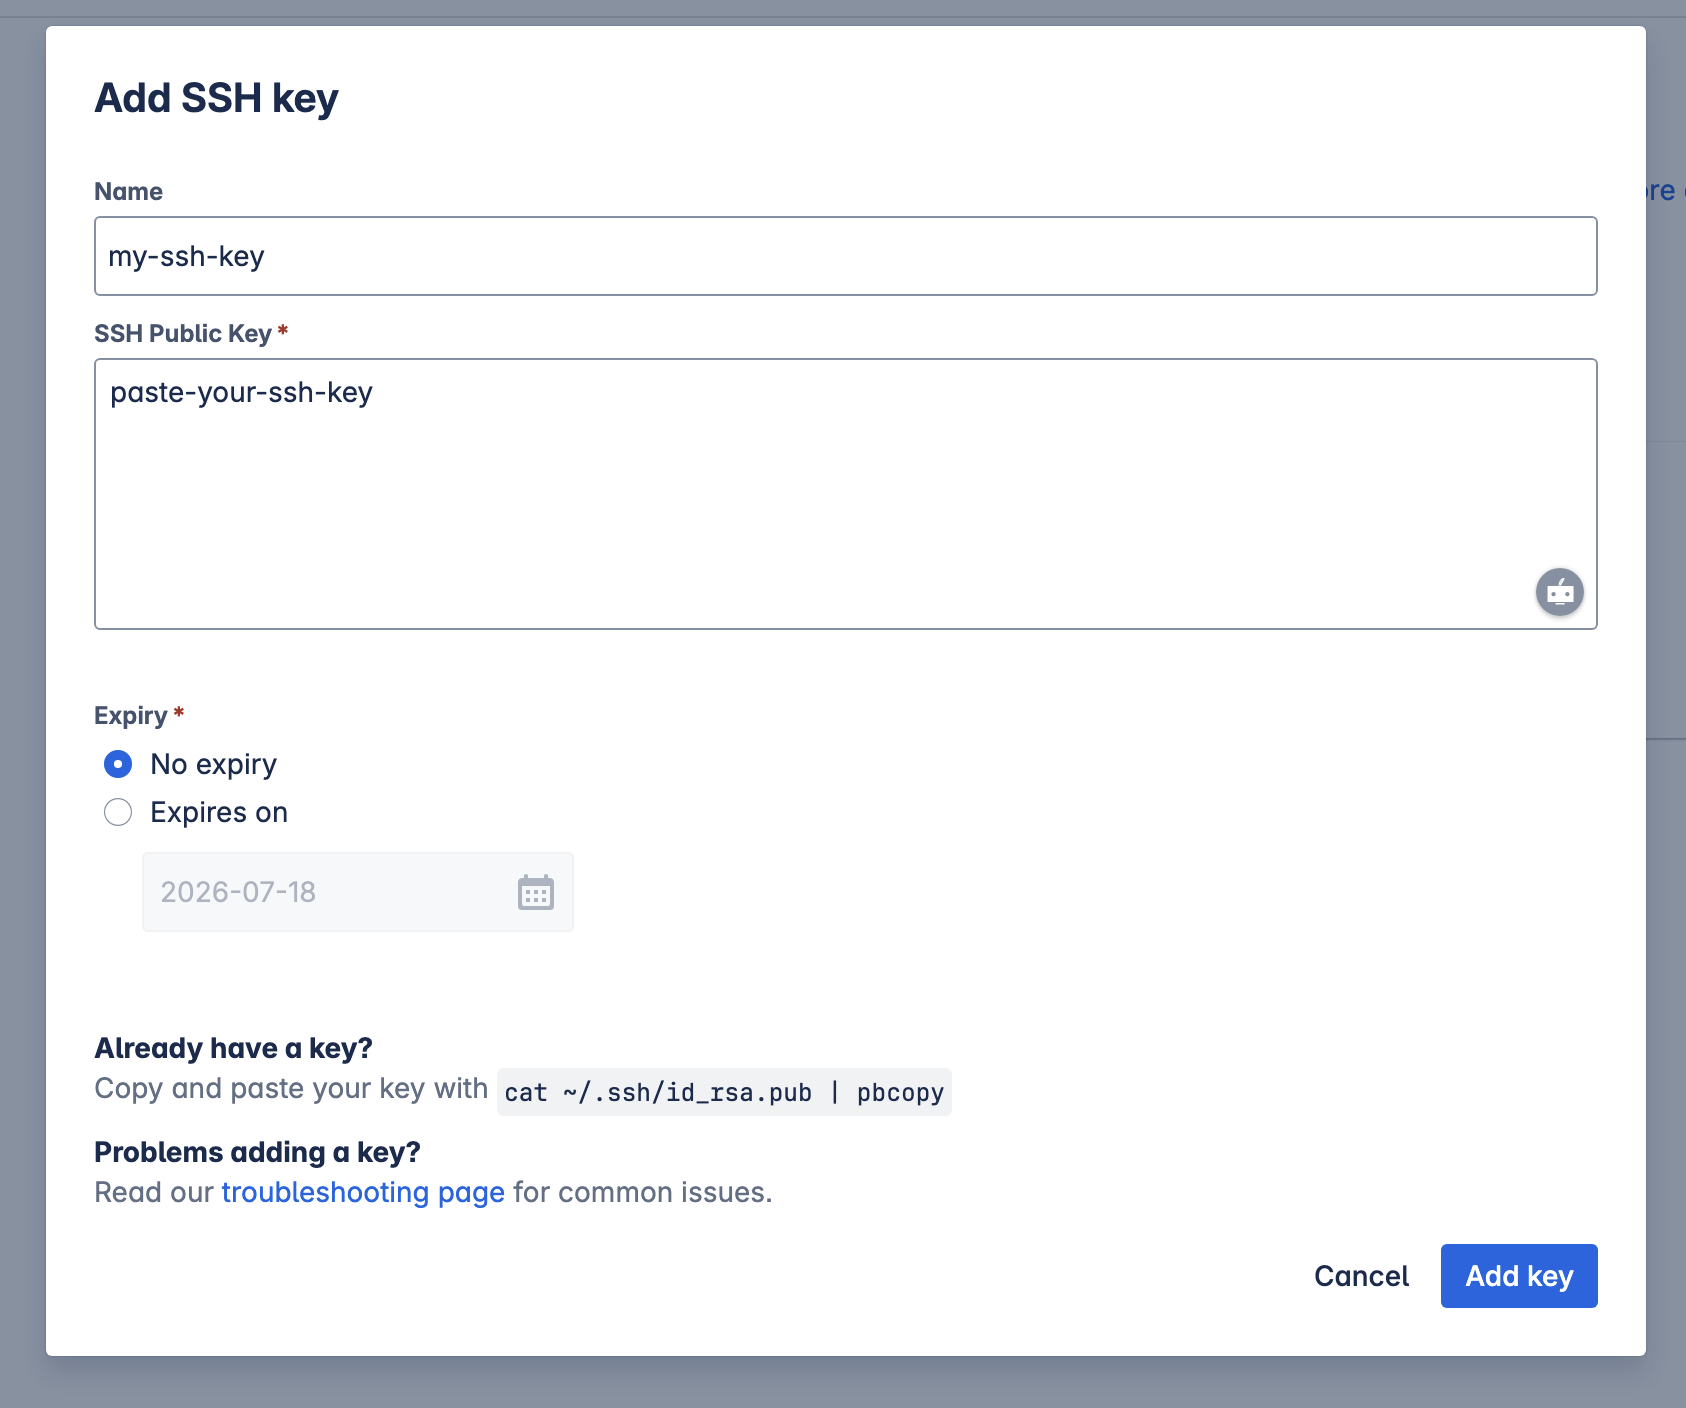 Add SSH key
Name
my-ssh-key
SSH Public Key *
paste-your-ssh-key
Expiry *
No expiry
Expires on
2026-07-18
Already have a key?
Copy and paste your key with cat ~/.ssh/id_rsa.pub | pbcopy
Problems adding a key?
Read our troubleshooting page for common issues.
Cancel
Add key